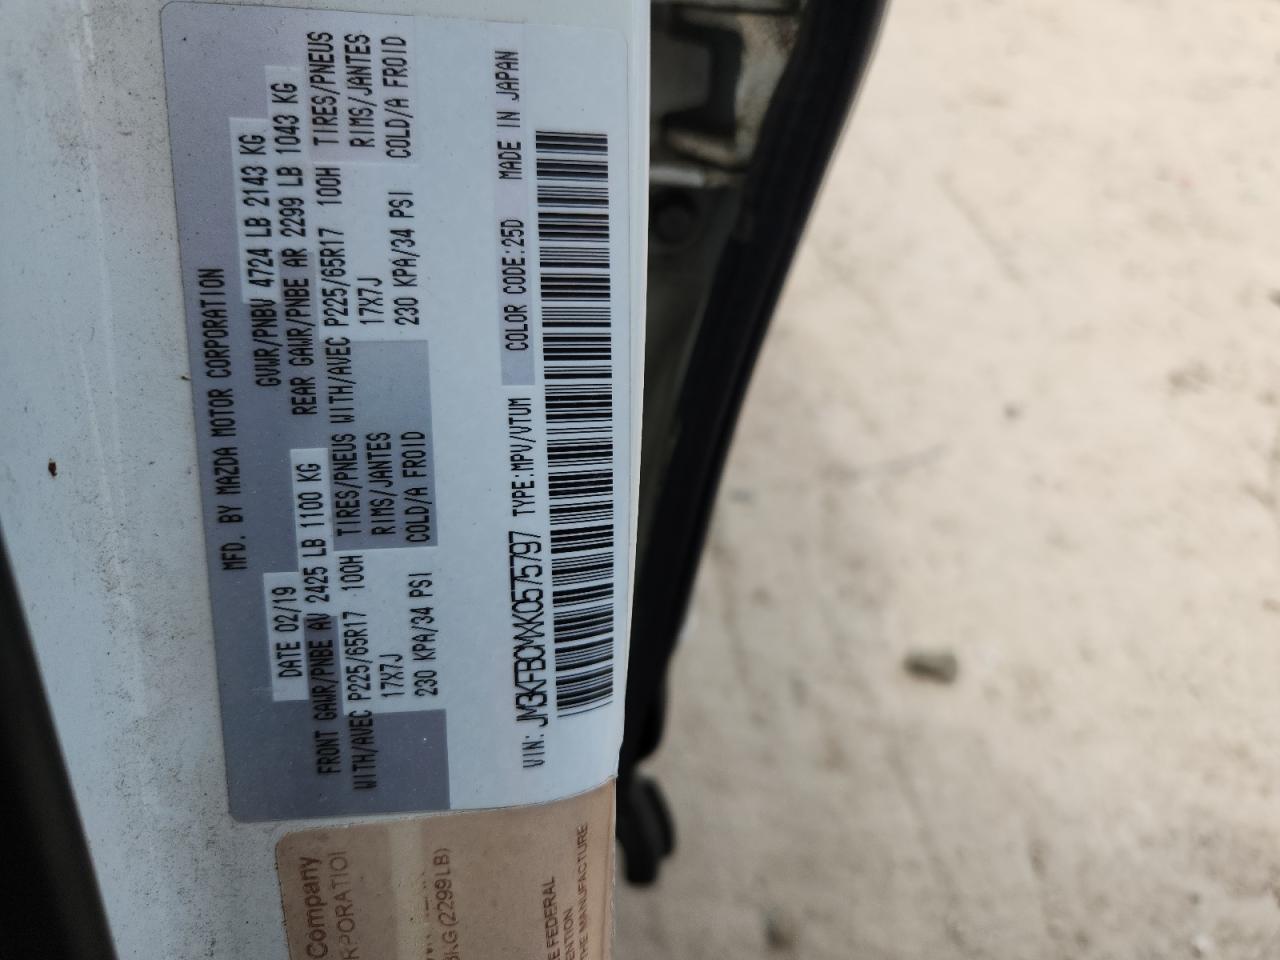 MFD. BY MAZDA MOTOR CORPORATION
DATE 02/19 GVWR/PNBV 4724 LB 2143 KG
FRONT GAWR/PNBE AV 2425 LB 1100 KG REAR GAWR/PNBE AR 2299 LB 1043 KG
WITH/AVEC P225/65R17 100H TIRES/PNEUS WITH/AVEC P225/65R17 100H TIRES/PNEUS
17X7J RIMS/JANTES 17X7J RIMS/JANTES
230 KPA/34 PSI COLD/A FROID 230 KPA/34 PSI COLD/A FROID
VIN: JM3KFBCMXK0575797 TYPE:MPV/VTUM COLOR CODE:25D MADE IN JAPAN
Company
(2299 LB)
FEDERAL
THE MANUFACTURE